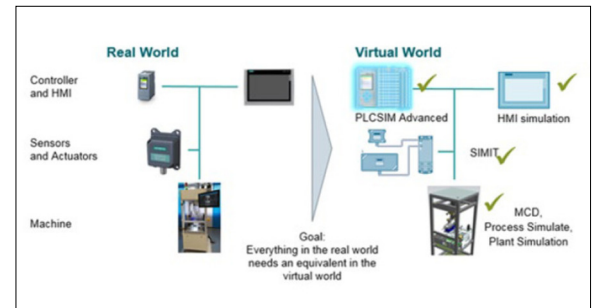 Real World
Virtual World
Controller
and HMI
PLCSIM Advanced
HMI simulation
Sensors
and Actuators
SIMIT
Machine
MCD,
Process Simulate,
Plant Simulation
Goal:
Everything in the real world
needs an equivalent in the
virtual world